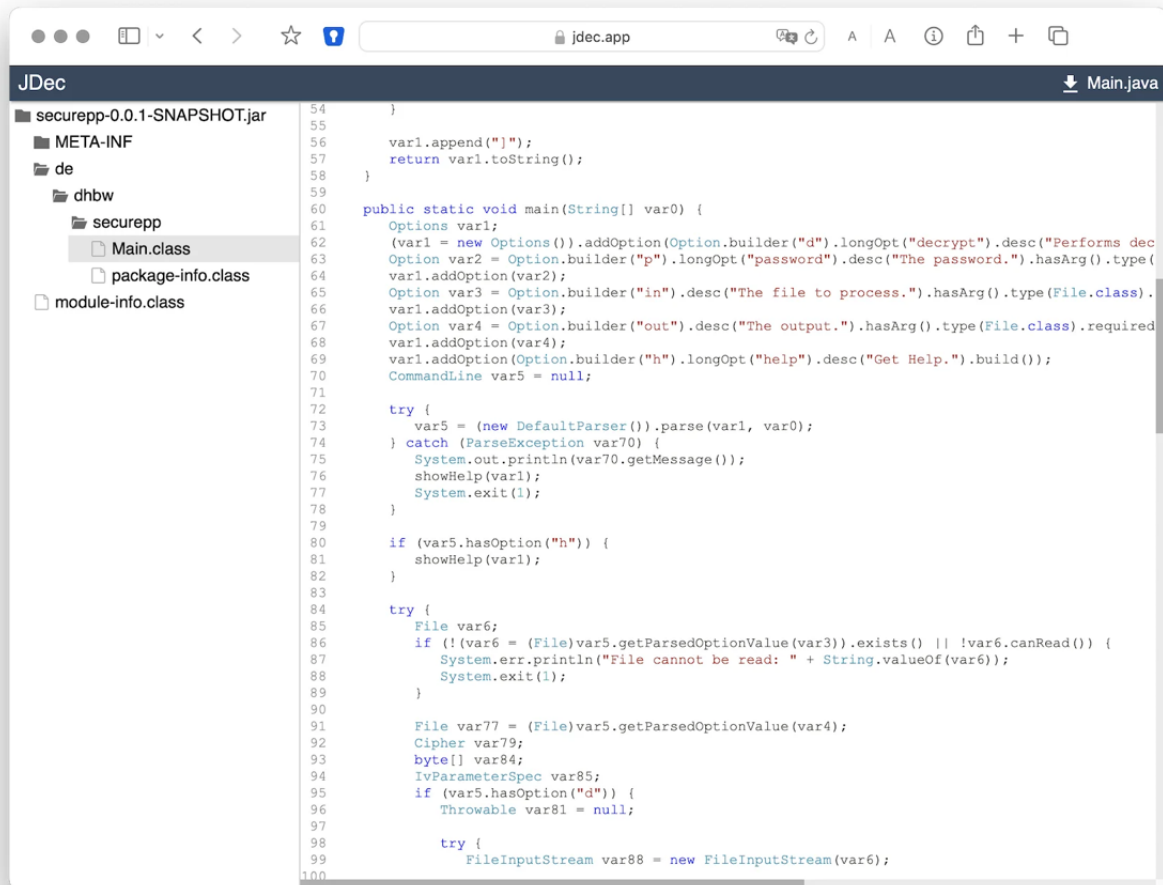 jdec.app
A A
JDec
Main.java
securepp-0.0.1-SNAPSHOT.jar
META-INF
de
dhbw
securepp
Main.class
package-info.class
module-info.class
54 }
55
56 var1.append("]");
57 return var1.toString();
58 }
59
60 public static void main(String[] var0) {
61 Options var1;
62 (var1 = new Options()).addOption(Option.builder("d").longOpt("decrypt").desc("Performs dec
63 Option var2 = Option.builder("p").longOpt("password").desc("The password.").hasArg().type(
64 var1.addOption(var2);
65 Option var3 = Option.builder("in").desc("The file to process.").hasArg().type(File.class).
66 var1.addOption(var3);
67 Option var4 = Option.builder("out").desc("The output.").hasArg().type(File.class).required
68 var1.addOption(var4);
69 var1.addOption(Option.builder("h").longOpt("help").desc("Get Help.").build());
70 CommandLine var5 = null;
71
72 try {
73 var5 = (new DefaultParser()).parse(var1, var0);
74 } catch (ParseException var70) {
75 System.out.println(var70.getMessage());
76 showHelp(var1);
77 System.exit(1);
78 }
79
80 if (var5.hasOption("h")) {
81 showHelp(var1);
82 }
83
84 try {
85 File var6;
86 if (!(var6 = (File)var5.getParsedOptionValue(var3)).exists() || !var6.canRead()) {
87 System.err.println("File cannot be read: " + String.valueOf(var6));
88 System.exit(1);
89 }
90
91 File var77 = (File)var5.getParsedOptionValue(var4);
92 Cipher var79;
93 byte[] var84;
94 IvParameterSpec var85;
95 if (var5.hasOption("d")) {
96 Throwable var81 = null;
97
98 try {
99 FileInputStream var88 = new FileInputStream(var6);
100